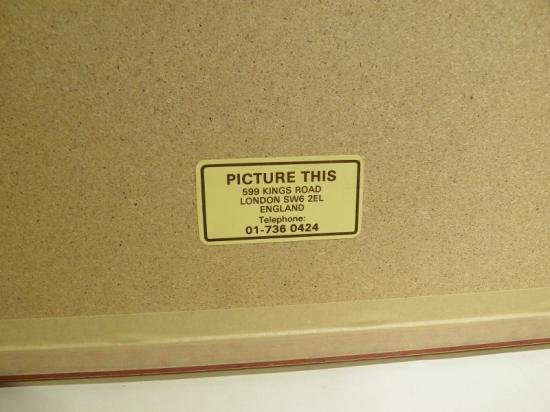 PICTURE THIS
599 KINGS ROAD
LONDON SW6 2EL
ENGLAND
Telephone:
01-736 0424